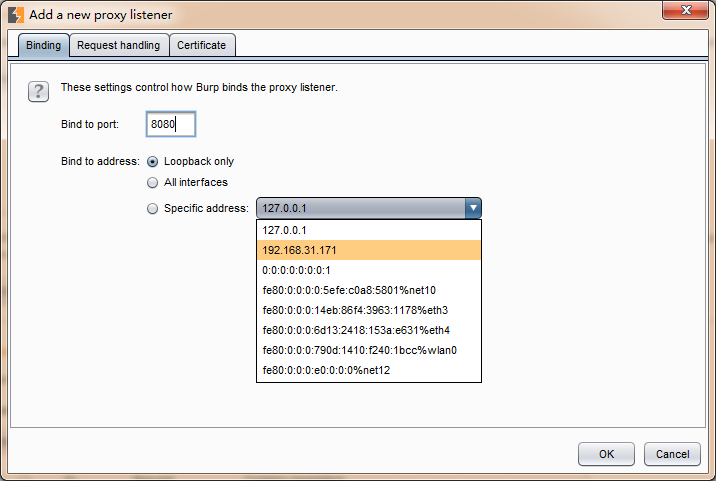 Add a new proxy listener
Binding Request handling Certificate
? These settings control how Burp binds the proxy listener.
Bind to port: 8080
Bind to address: Loopback only
All interfaces
Specific address: 127.0.0.1
127.0.0.1
192.168.31.171
0:0:0:0:0:0:0:1
fe80:0:0:0:0:5efe:c0a8:5801%net10
fe80:0:0:0:14eb:86f4:3963:1178%eth3
fe80:0:0:0:6d13:2418:153a:e631%eth4
fe80:0:0:0:790d:1410:f240:1bcc%wlan0
fe80:0:0:0:e0:0:0:0%net12
OK Cancel